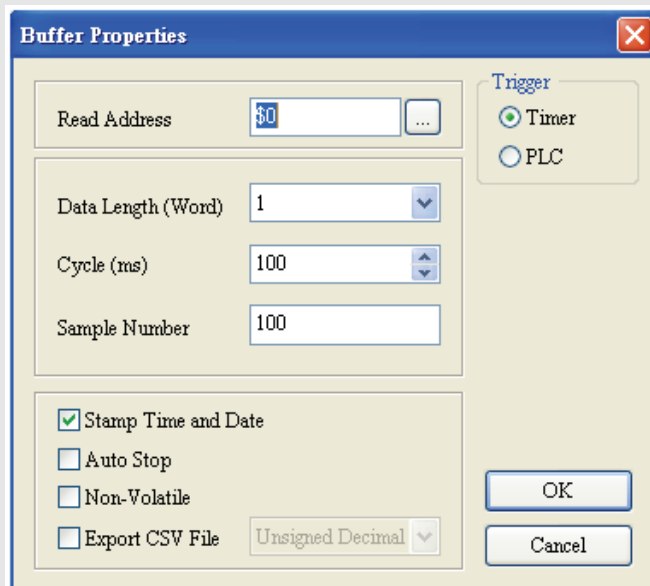 Buffer Properties
Read Address $0 ...
Trigger
Timer
PLC
Data Length (Word) 1
Cycle (ms) 100
Sample Number 100
Stamp Time and Date
Auto Stop
Non-Volatile
Export CSV File Unsigned Decimal
OK
Cancel